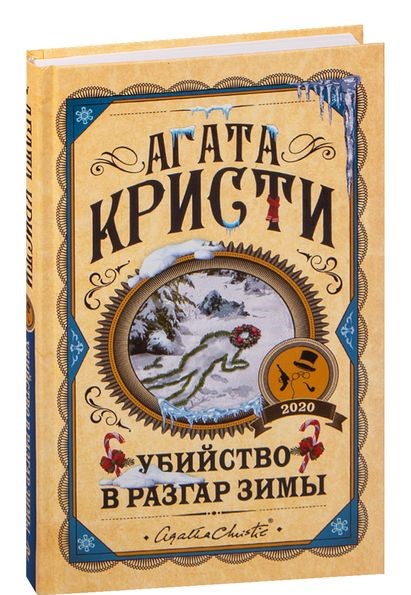 АГАТА
КРИСТИ
2020
УБИЙСТВО
В РАЗГАР ЗИМЫ
Agatha Christie
АГАТА КРИСТИ
УБИЙСТВО В РАЗГАР ЗИМЫ